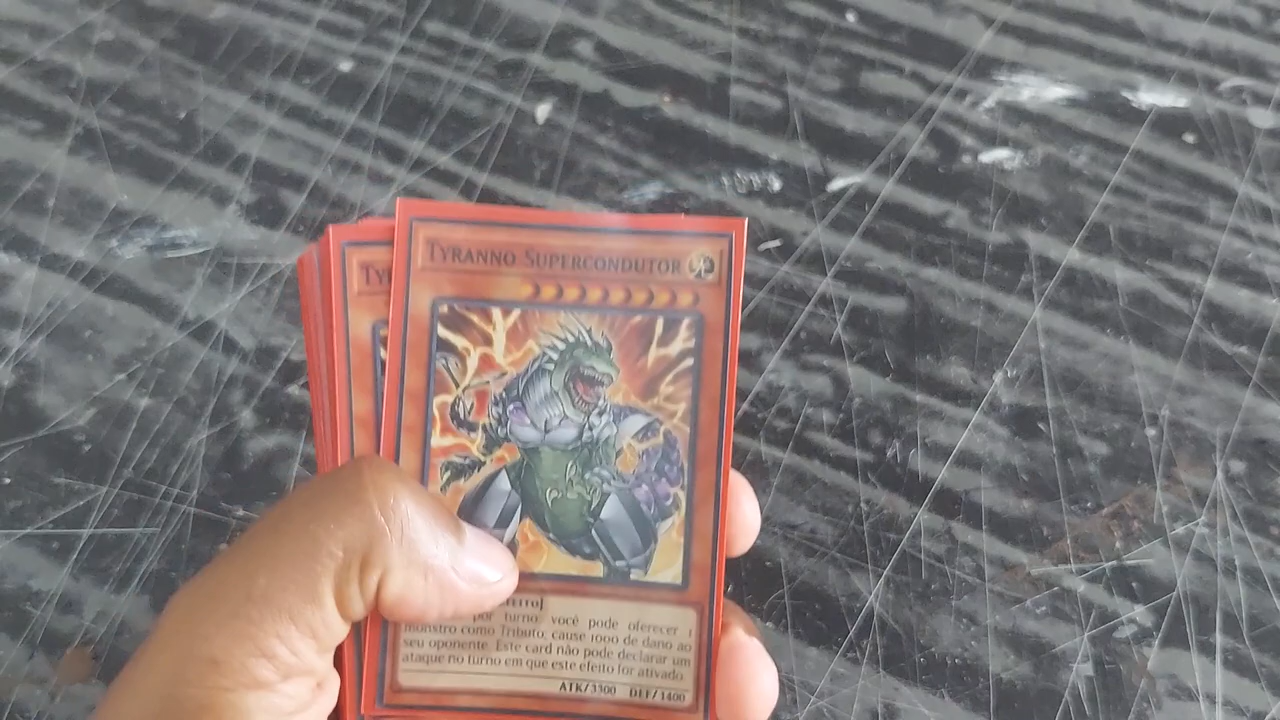 Tyranno Supercondutor
Ty
EITO]
por turno, você pode oferecer 1
monstro como Tributo; cause 1000 de dano ao
seu oponente. Este card não pode declarar um
ataque no turno em que este efeito for ativado.
ATK/3300 DEF/1400